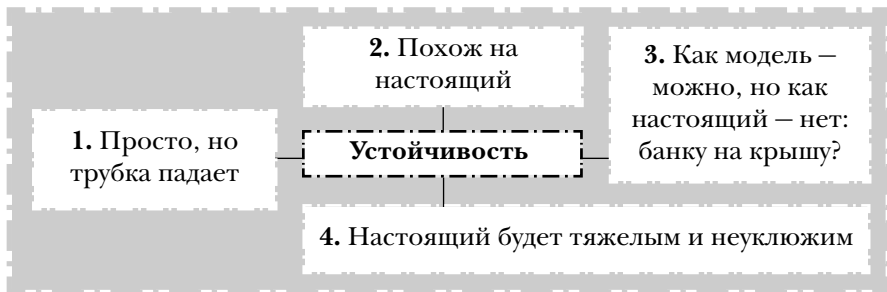 1. Просто, но
трубка падает
2. Похож на
настоящий
Устойчивость
3. Как модель –
можно, но как
настоящий – нет:
банку на крышу?
4. Настоящий будет тяжелым и неуклюжим